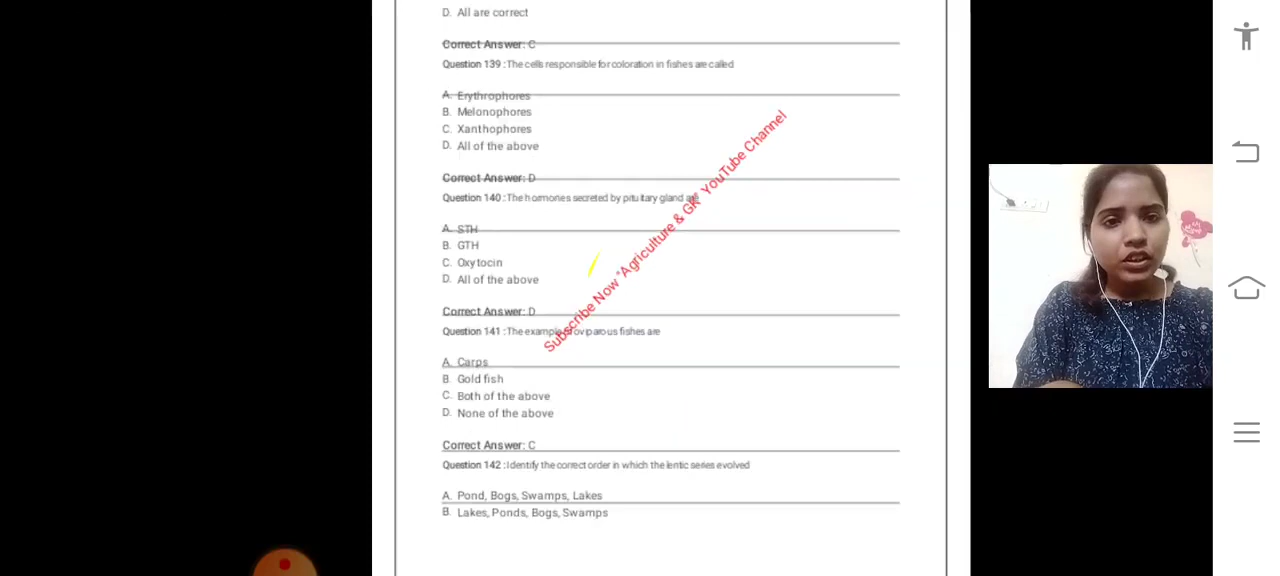 D. All are correct
Correct Answer: C
Question 139 : The cells responsible for coloration in fishes are called
A. Erythrophores
B. Melonophores
C. Xanthophores
D. All of the above
Correct Answer: D
Question 140 : The hormones secreted by pituitary gland are
A. STH
B. GTH
C. Oxytocin
D. All of the above
Subscribe Now "Agriculture & GK" YouTube Channel
Correct Answer: D
Question 141 : The example of oviparous fishes are
A. Carps
B. Gold fish
C. Both of the above
D. None of the above
Correct Answer: C
Question 142 : Identify the correct order in which the lentic series evolved
A. Pond, Bogs, Swamps, Lakes
B. Lakes, Ponds, Bogs, Swamps